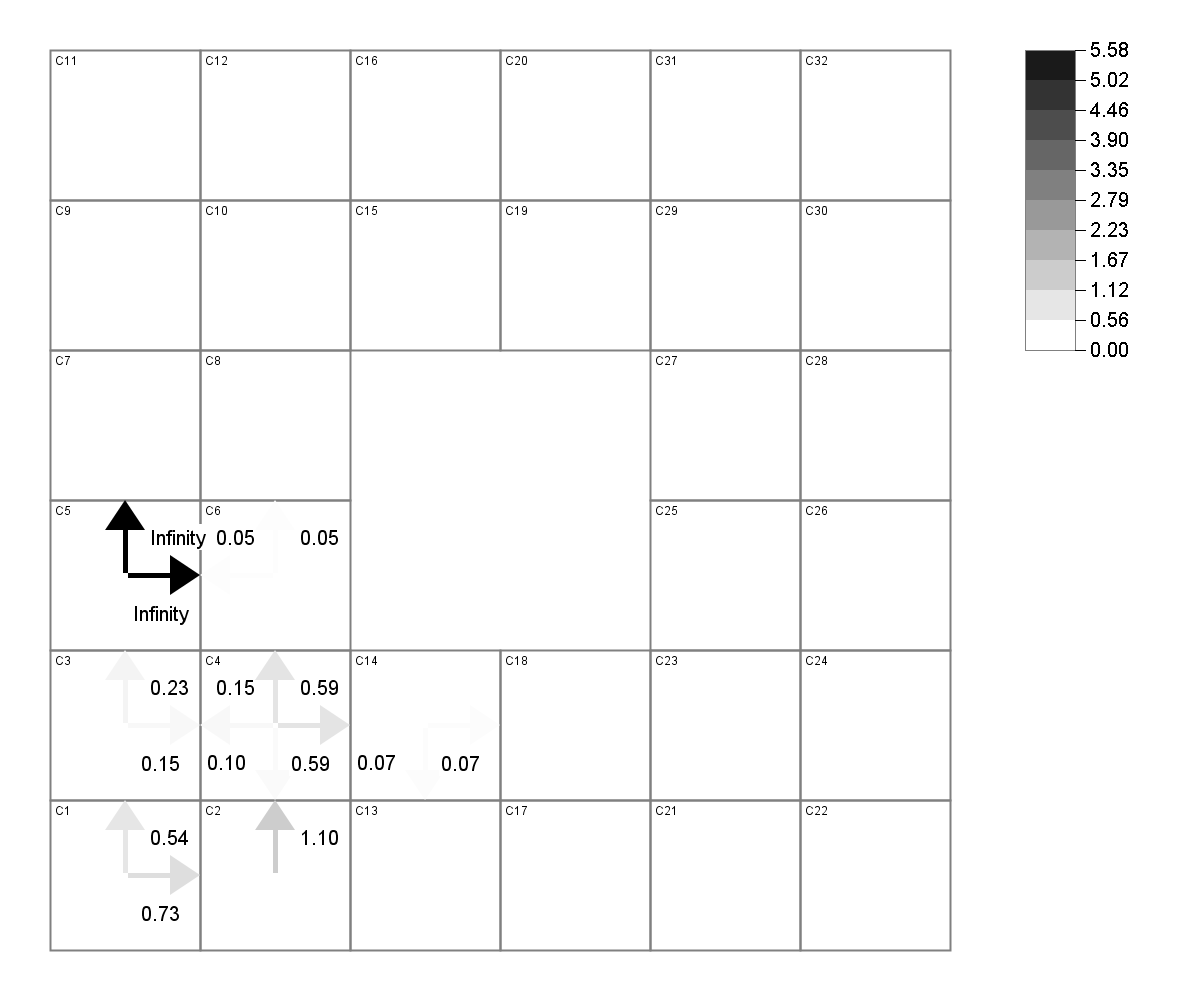 5.58
C11 C12 C16 C20 C31 C32
5.02
4.46
3.90
3.35
2.79
C9 C10 C15 C19 C29 C30
2.23
1.67
1.12
0.56
0.00
C7 C8 C27 C28
C5 C6 C25 C26
Infinity 0.05 0.05
Infinity
C3 C4 C14 C18 C23 C24
0.23 0.15 0.59
0.15 0.10 0.59 0.07 0.07
C1 C2 C13 C17 C21 C22
0.54 1.10
0.73